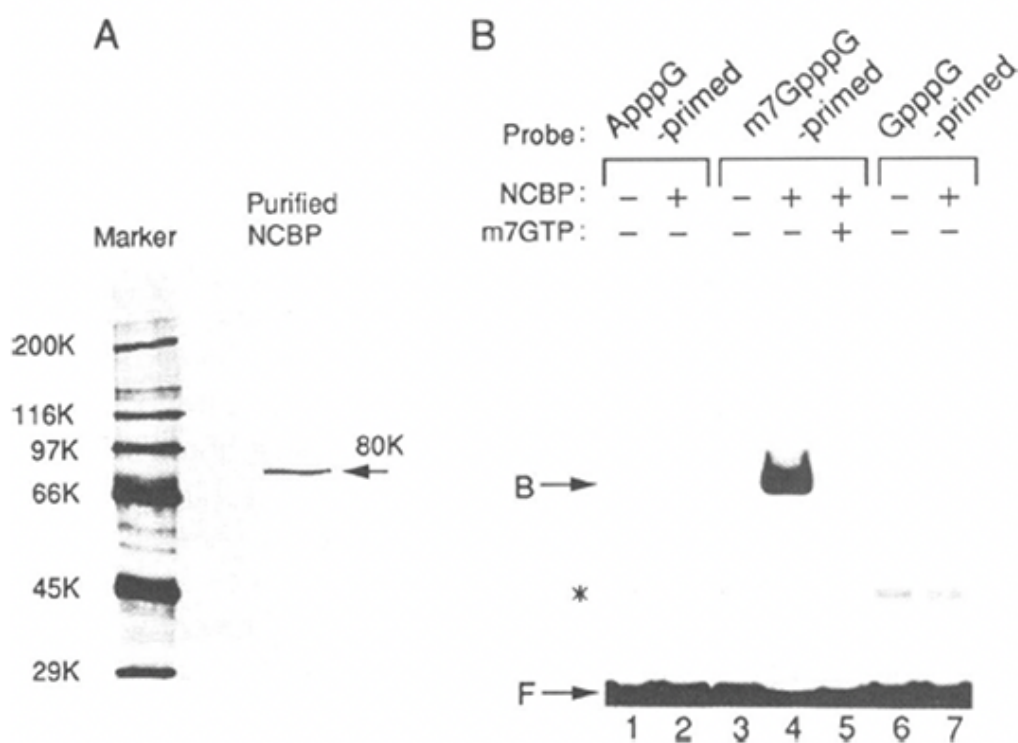 A
Marker
Purified
NCBP
200K
116K
97K
80K
66K
45K
29K
B
Probe:
ApppG
-primed
m7GpppG
-primed
GpppG
-primed
NCBP: − + − + + − +
m7GTP: − − − − + − −
B
*
F
1 2 3 4 5 6 7